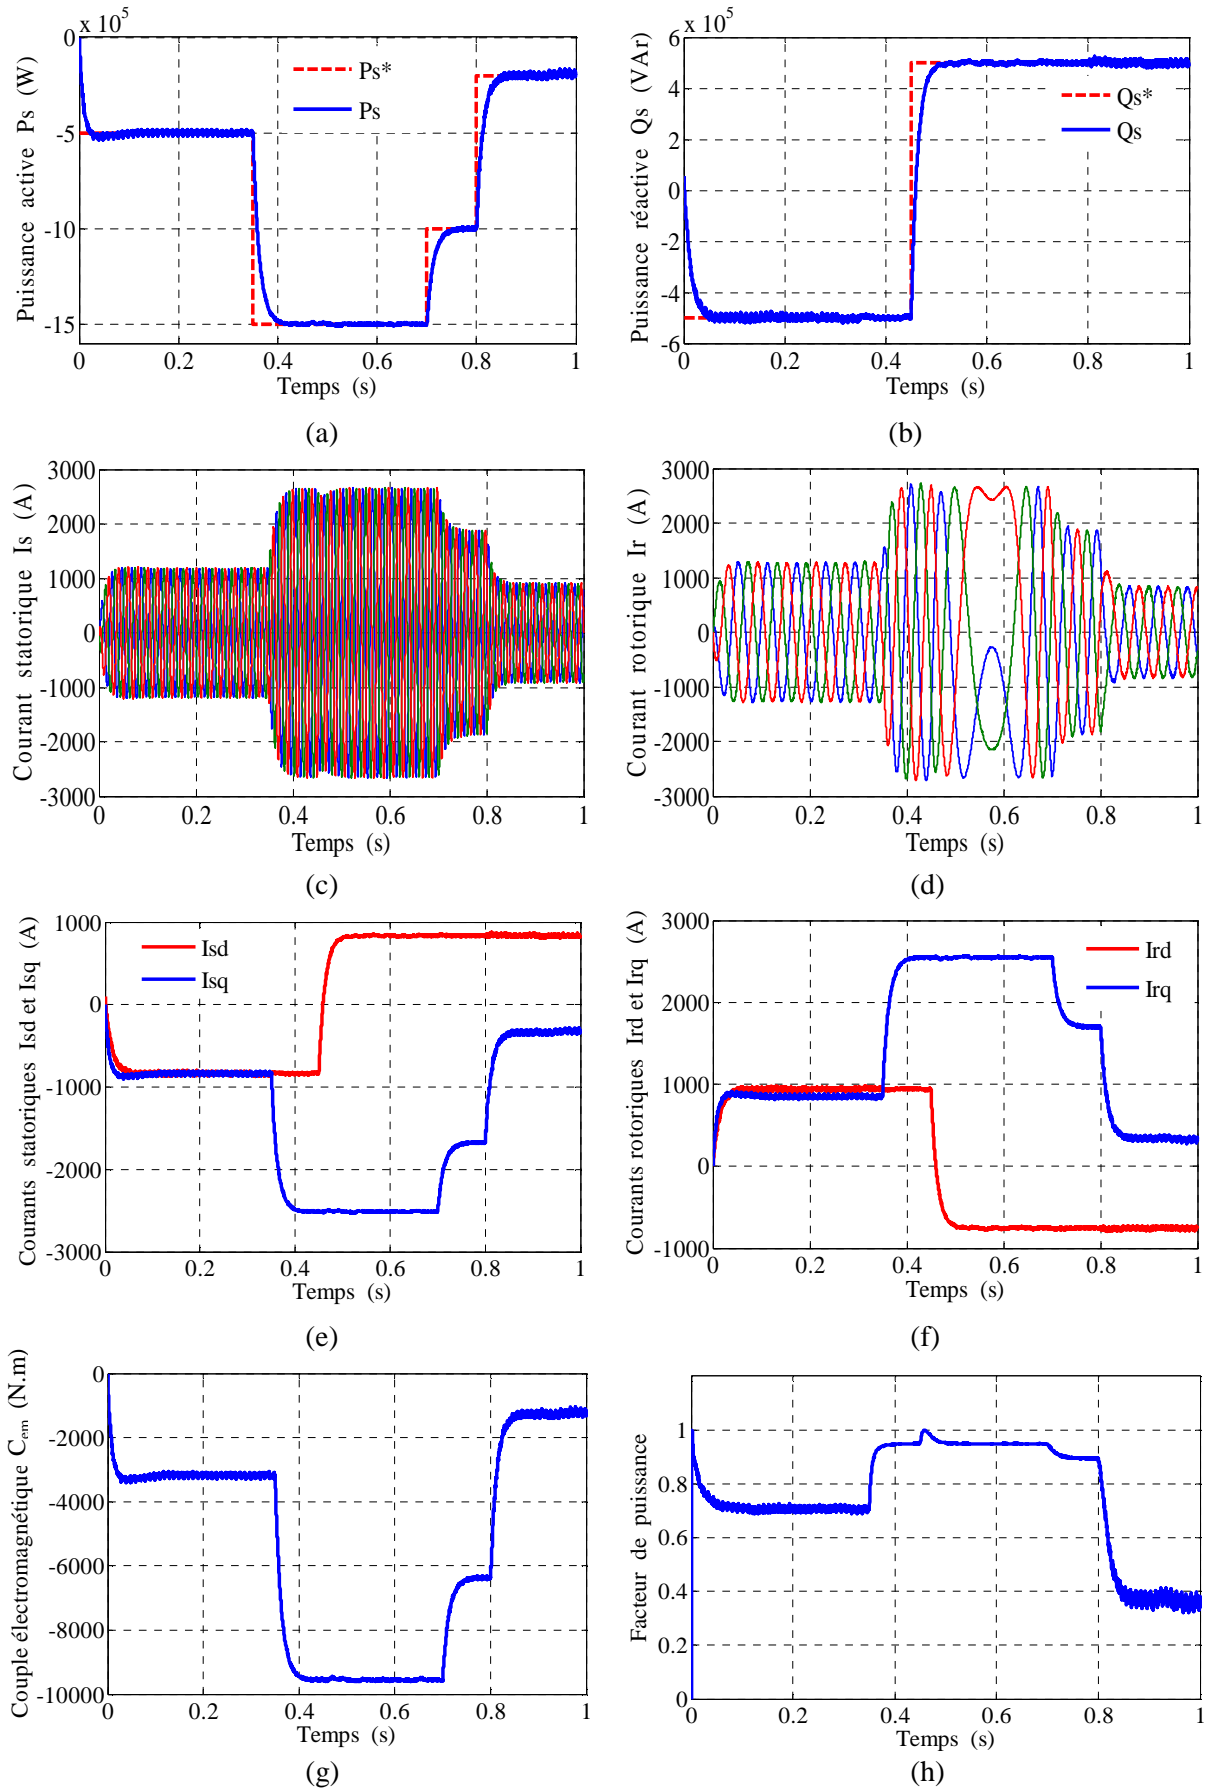 x 10⁵
0
-5
-10
-15
0
0.2
0.4
0.6
0.8
1
Puissance active Ps (W)
Temps (s)
Ps*
Ps
(a)
x 10⁵
6
4
2
0
-2
-4
-6
0
0.2
0.4
0.6
0.8
1
Puissance réactive Qs (VAr)
Temps (s)
Qs*
Qs
(b)
3000
2000
1000
0
-1000
-2000
-3000
0
0.2
0.4
0.6
0.8
1
Courant statorique Is (A)
Temps (s)
(c)
3000
2000
1000
0
-1000
-2000
-3000
0
0.2
0.4
0.6
0.8
1
Courant rotorique Ir (A)
Temps (s)
(d)
1000
0
-1000
-2000
-3000
0
0.2
0.4
0.6
0.8
1
Courants statoriques Isd et Isq (A)
Temps (s)
Isd
Isq
(e)
3000
2000
1000
0
-1000
0
0.2
0.4
0.6
0.8
1
Courants rotoriques Ird et Irq (A)
Temps (s)
Ird
Irq
(f)
0
-2000
-4000
-6000
-8000
-10000
0
0.2
0.4
0.6
0.8
1
Couple électromagnétique Cem (N.m)
Temps (s)
(g)
1
0.8
0.6
0.4
0.2
0
0
0.2
0.4
0.6
0.8
1
Facteur de puissance
Temps (s)
(h)